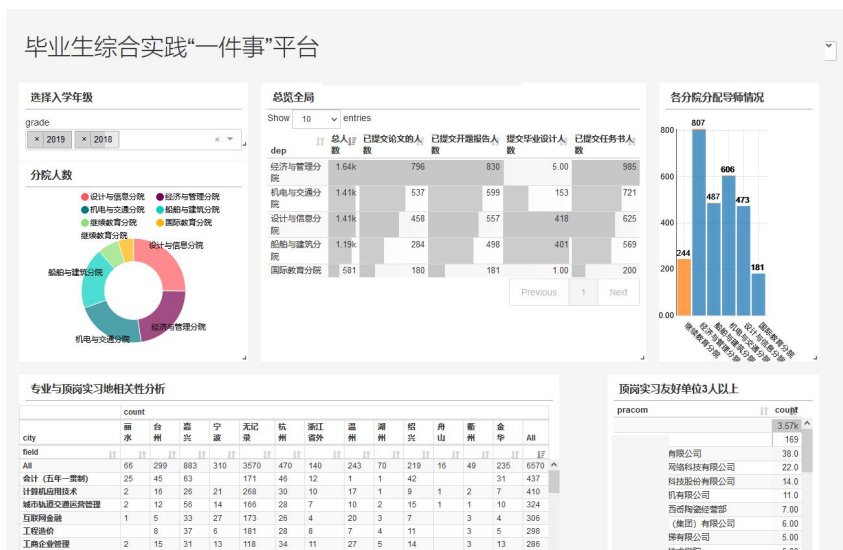 毕业生综合实践“一件事”平台
选择入学年级
grade
× 2019 × 2018
×
分院人数
设计与信息分院 经济与管理分院
机电与交通分院 船舶与建筑分院
继续教育分院 国际教育分院
继续教育分院
设计与信息分院
船舶与建筑分院
经济与管理分院
机电与交通分院
总览全局
Show 10 entries
dep 总人数 已提交论文的人数 已提交开题报告人数 提交毕业设计人数 已提交任务书人数
经济与管理分院 1.64k 796 830 5.00 985
机电与交通分院 1.41k 537 599 153 721
设计与信息分院 1.41k 458 557 418 625
船舶与建筑分院 1.19k 284 498 401 569
国际教育分院 581 180 181 1.00 200
Previous 1 Next
各分院分配导师情况
807
800
606
600
487
473
400
244
200
181
0.00
继续教育分院
经济与管理分院
船舶与建筑分院
机电与交通分院
设计与信息分院
国际教育分院
专业与顶岗实习地相关性分析
count
city 丽水 台州 嘉兴 宁波 无记录 杭州 浙江省外 温州 湖州 绍兴 舟山 衢州 金华 All
field
All 66 299 883 310 3570 470 140 243 70 219 16 49 235 6570
会计（五年一贯制) 25 45 63 171 46 12 1 1 42 31 437
计算机应用技术 2 16 26 21 268 30 10 17 1 9 1 2 7 410
城市轨道交通运营管理 2 12 56 14 166 28 7 10 2 15 1 1 10 324
互联网金融 1 5 33 27 173 26 4 20 3 7 3 4 306
工程造价 8 37 6 181 28 8 7 4 11 3 5 298
工商企业管理 2 15 31 13 118 34 11 27 5 14 3 13 286
顶岗实习友好单位3人以上
pracom count
3.57k
169
有限公司 38.0
网络科技有限公司 22.0
科技股份有限公司 14.0
机有限公司 11.0
陶瓷经营部 7.00
（集团）有限公司 6.00
有限公司 5.00